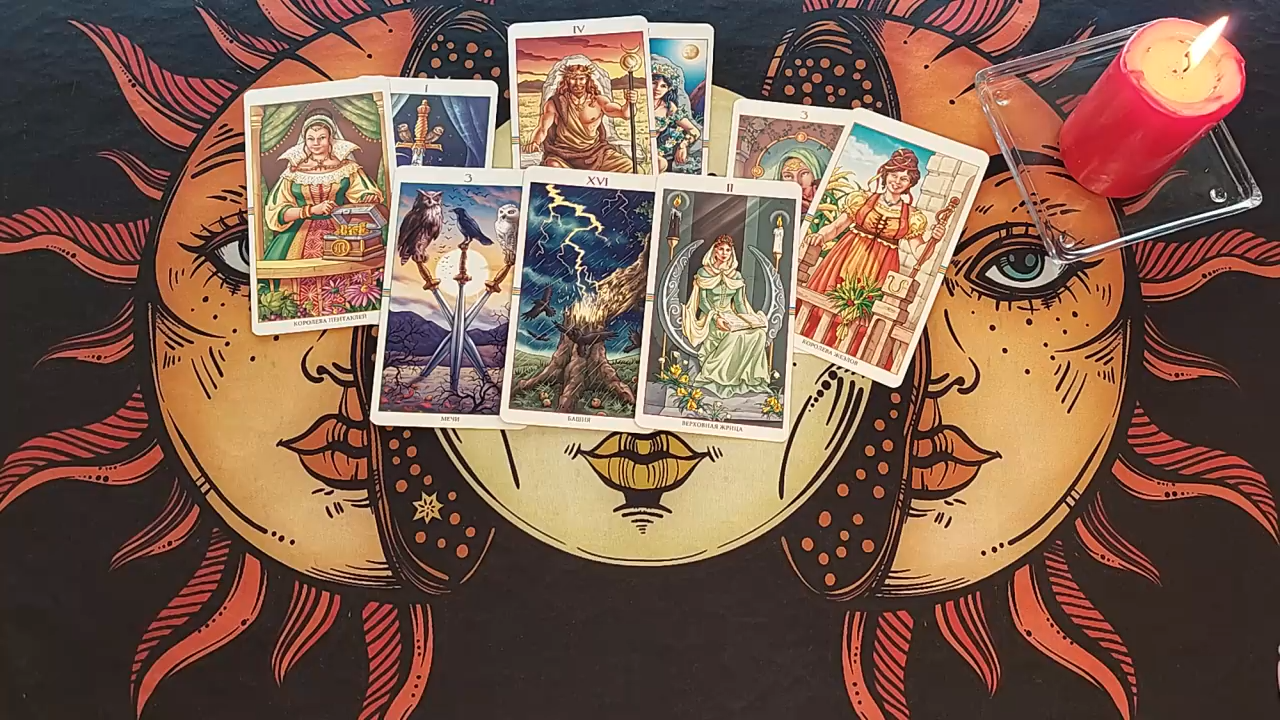 IV
I
3
КОРОЛЕВА ПЕНТАКЛЕЙ
3
МЕЧИ
XVI
БАШНЯ
II
ВЕРХОВНАЯ ЖРИЦА
КОРОЛЕВА ЖЕЗЛОВ